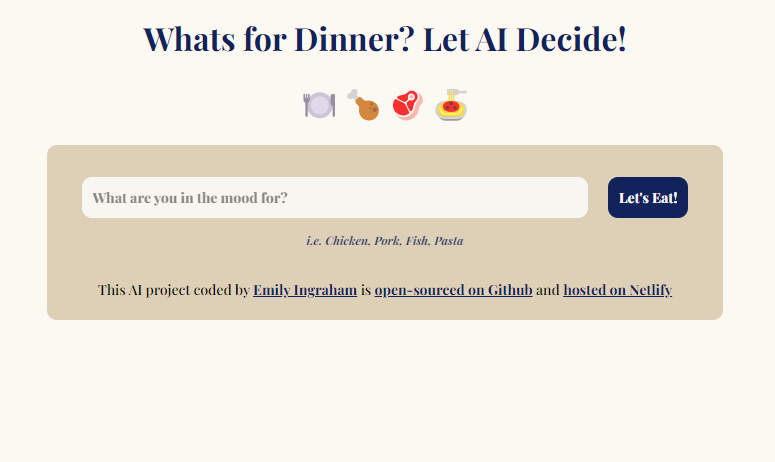 Whats for Dinner? Let AI Decide!
What are you in the mood for?
Let's Eat!
i.e. Chicken, Pork, Fish, Pasta
This AI project coded by Emily Ingraham is open-sourced on Github and hosted on Netlify